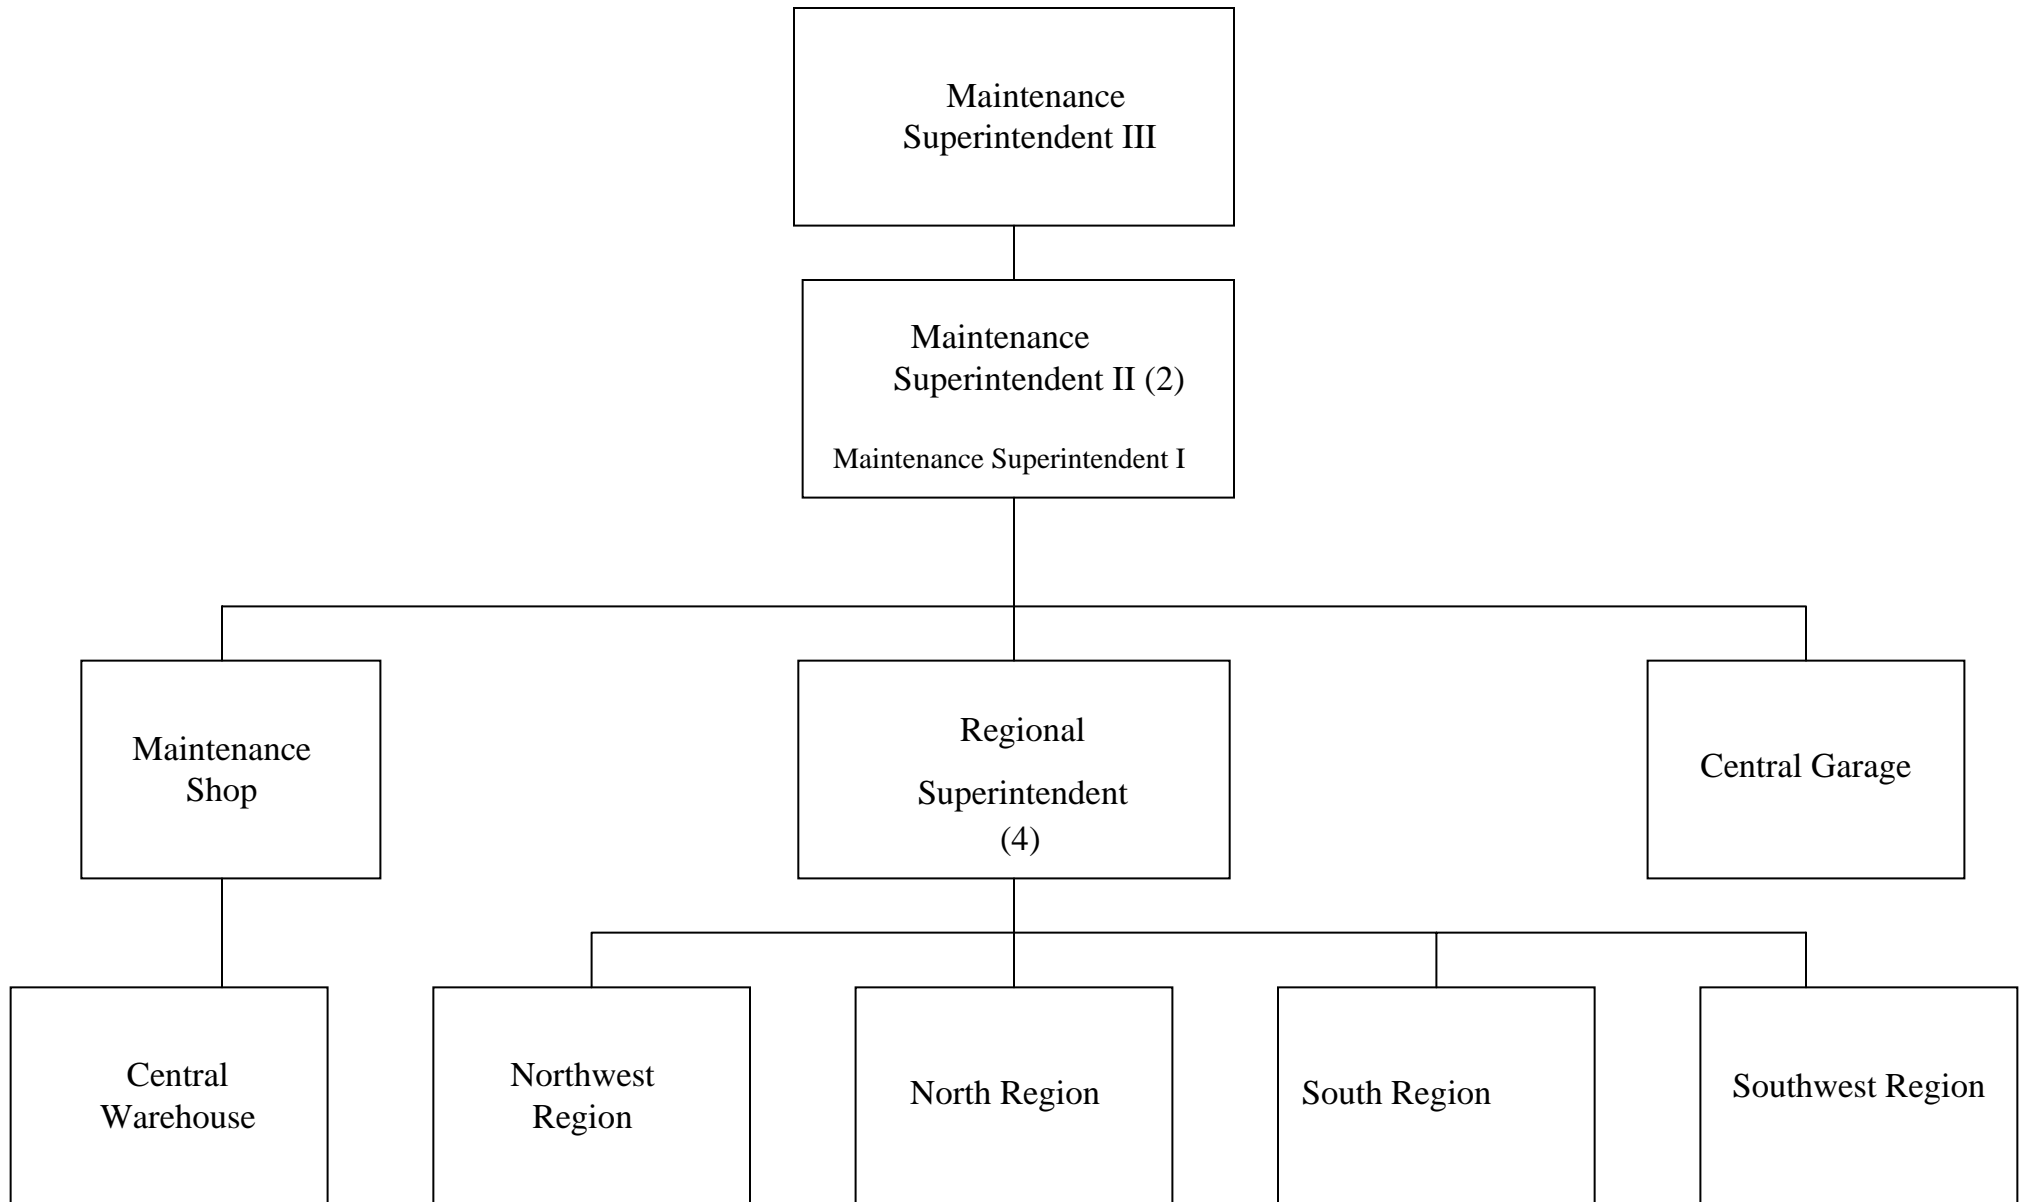 Maintenance
Superintendent III
Maintenance
Superintendent II (2)
Maintenance Superintendent I
Maintenance
Shop
Regional
Superintendent
(4)
Central Garage
Central
Warehouse
Northwest
Region
North Region
South Region
Southwest Region